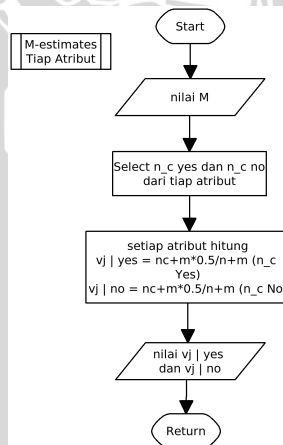 Start
M-estimates
Tiap Atribut
nilai M
Select n_c yes dan n_c no
dari tiap atribut
setiap atribut hitung
vj | yes = nc+m*0.5/n+m (n_c
Yes)
vj | no = nc+m*0.5/n+m (n_c No
nilai vj | yes
dan vj | no
Return